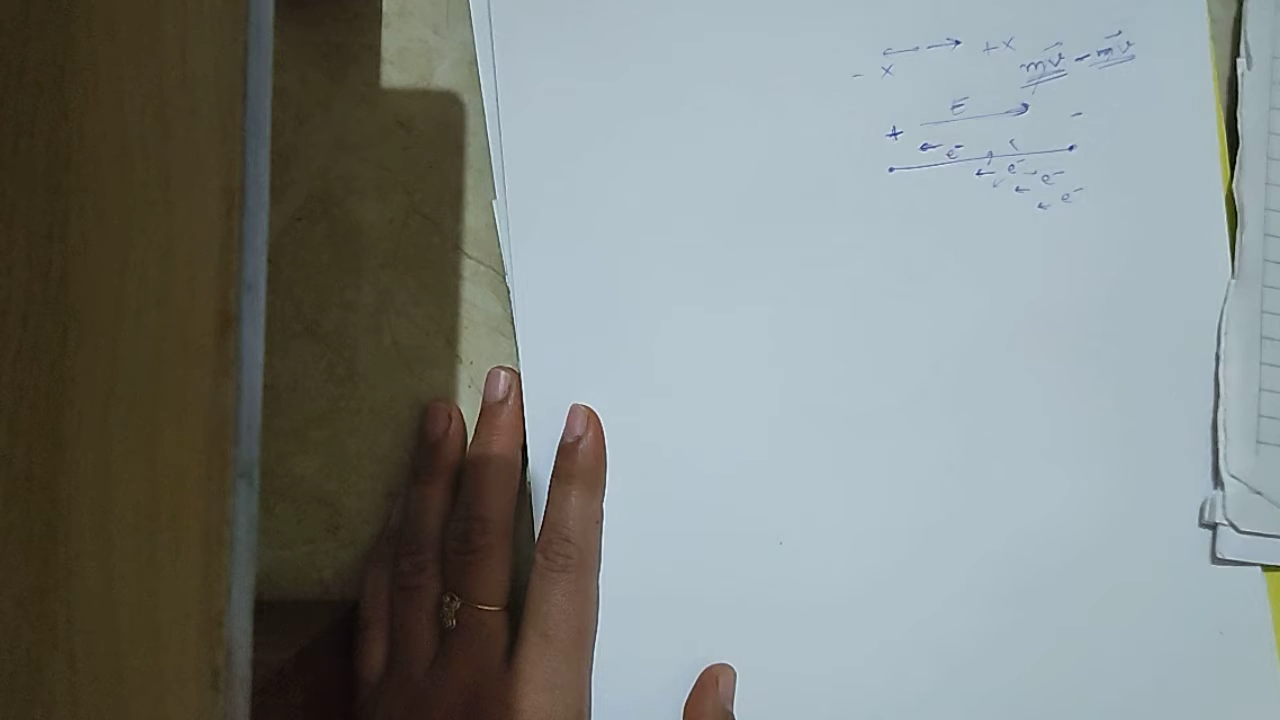 - x ← → +x
mv - mv
+ E → -
← e⁻
← e⁻
← e⁻
← e⁻